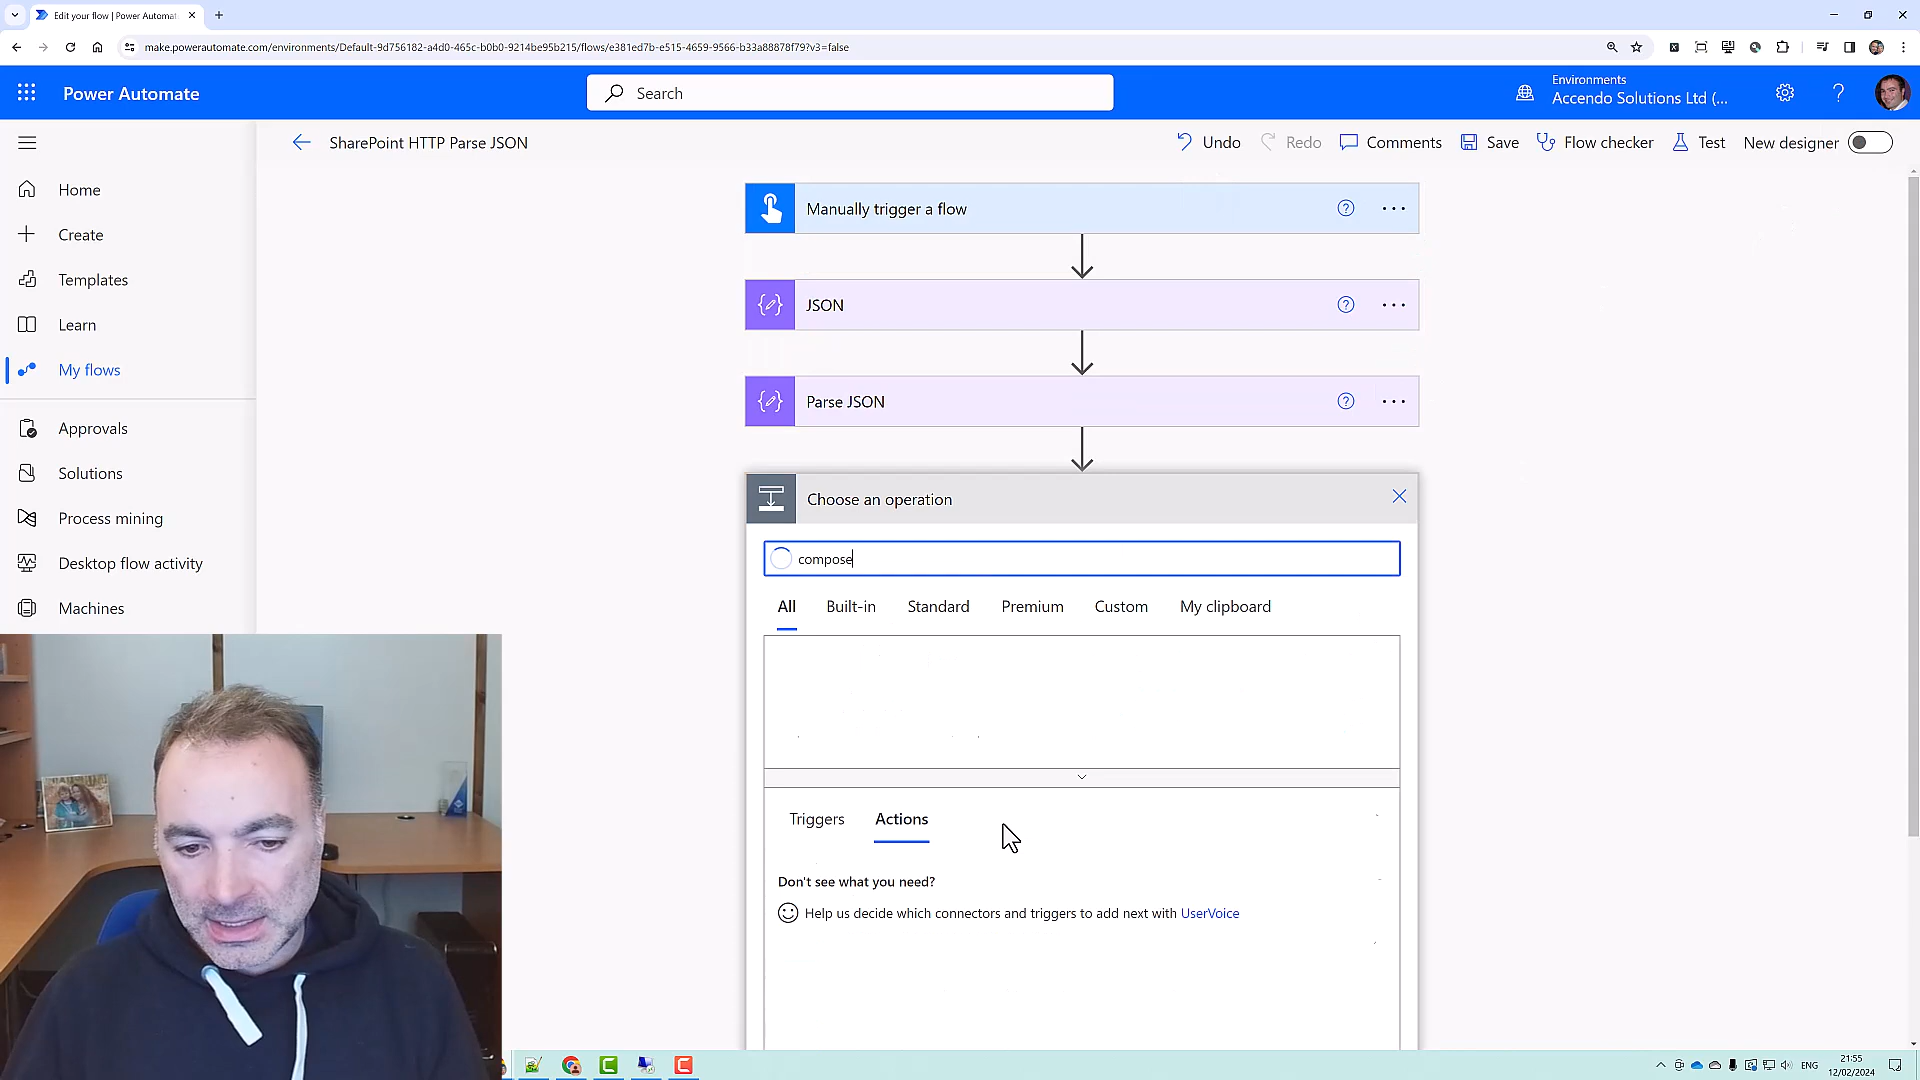 Edit your flow | Power Automat
make.powerautomate.com/environments/Default-9d756182-a4d0-465c-b0b0-9214be95b215/flows/e381ed7b-e515-4659-9566-b33a88878f79?v3=false
Power Automate
Search
Environments
Accendo Solutions Ltd (...
SharePoint HTTP Parse JSON
Undo
Redo
Comments
Save
Flow checker
Test
New designer
Home
Create
Templates
Learn
My flows
Approvals
Solutions
Process mining
Desktop flow activity
Machines
Manually trigger a flow
JSON
Parse JSON
Choose an operation
compose
All
Built-in
Standard
Premium
Custom
My clipboard
Triggers
Actions
Don't see what you need?
Help us decide which connectors and triggers to add next with UserVoice
ENG
21:55
12/02/2024